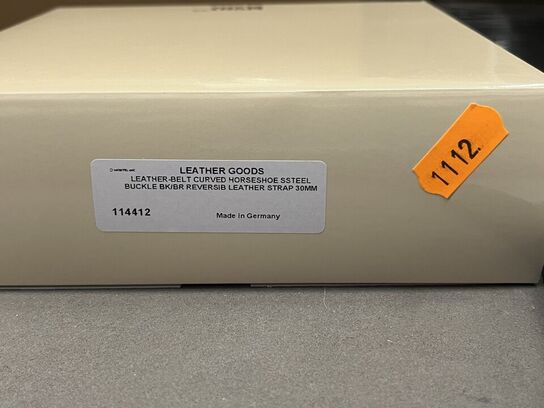 LEATHER GOODS
LEATHER-BELT CURVED HORSESHOE SSTEEL
BUCKLE BK/BR REVERSIB LEATHER STRAP 30MM
114412
Made in Germany
1112.